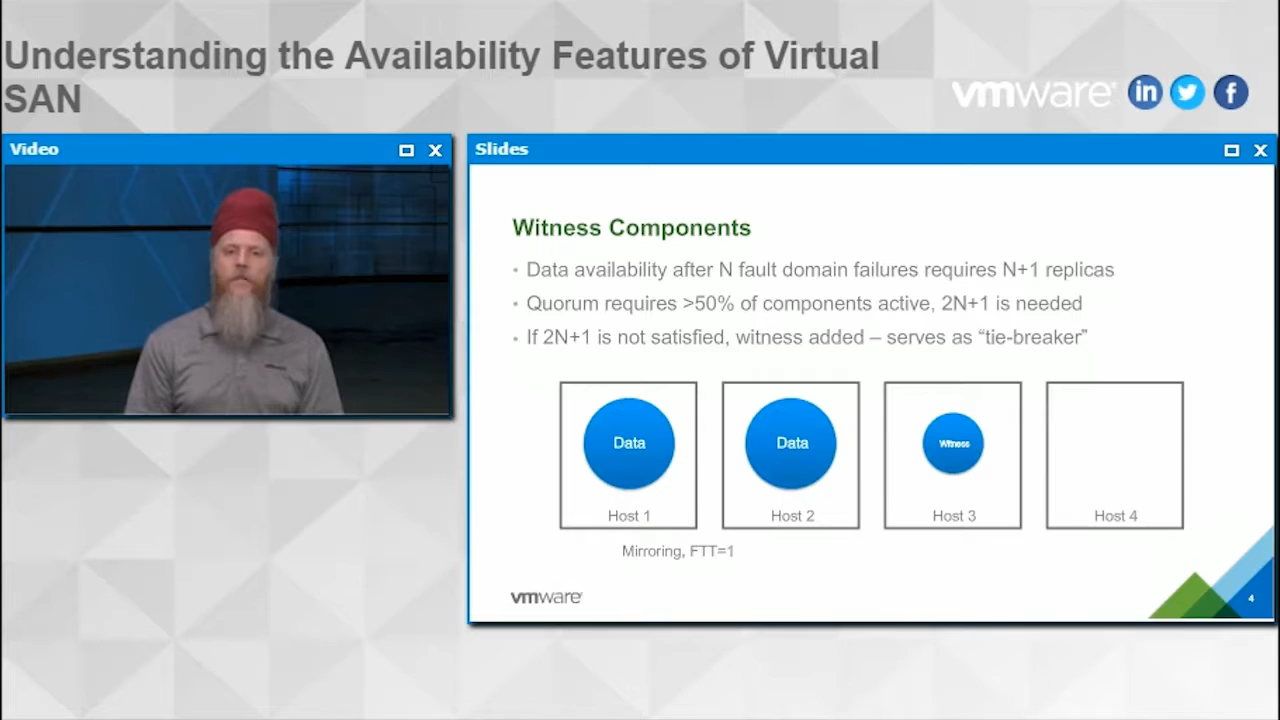 Understanding the Availability Features of Virtual
SAN
vmware
in
f
Video
Slides
Witness Components
• Data availability after N fault domain failures requires N+1 replicas
• Quorum requires >50% of components active, 2N+1 is needed
• If 2N+1 is not satisfied, witness added – serves as “tie-breaker”
Data
Data
Witness
Host 1
Host 2
Host 3
Host 4
Mirroring, FTT=1
vmware
4